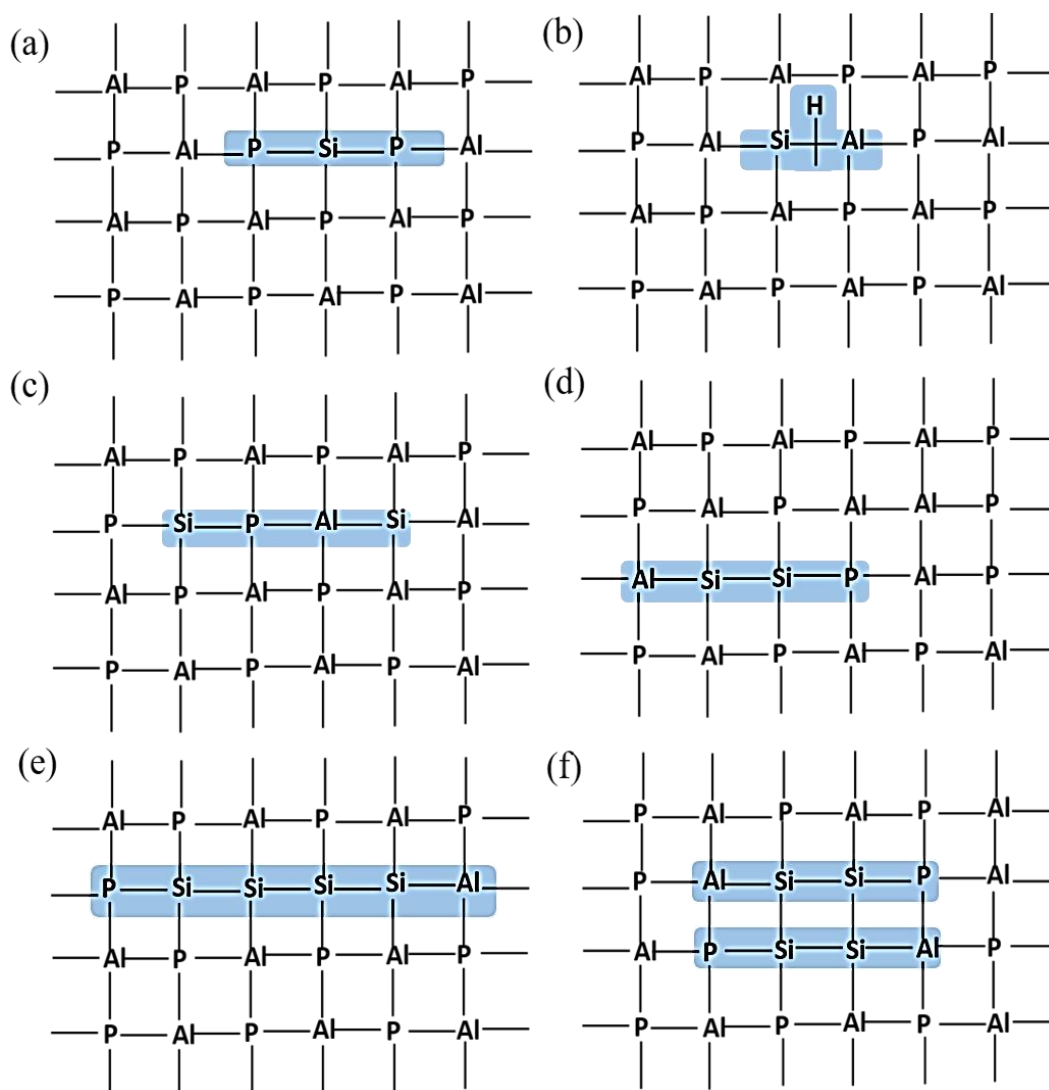 (a)
Al P Al P Al P
P Al P Si P Al
Al P Al P Al P
P Al P Al P Al
(b)
Al P Al P Al P
H
P Al Si Al P Al
Al P Al P Al P
P Al P Al P Al
(c)
Al P Al P Al P
P Si P Al Si Al
Al P Al P Al P
P Al P Al P Al
(d)
Al P Al P Al P
P Al P Al Al P
Al Si Si P Al P
P Al P Al P Al
(e)
Al P Al P Al P
P Si Si Si Si Al
Al P Al P Al P
P Al P Al P Al
(f)
P Al P Al P Al
P Al Si Si P Al
Al P Si Si Al P
P Al P Al P Al